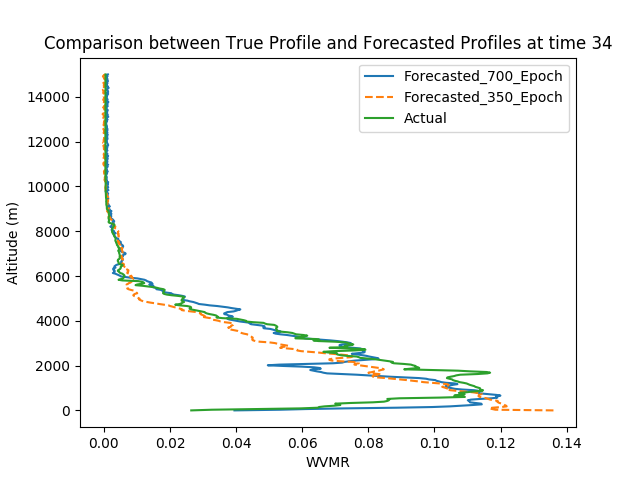 Comparison between True Profile and Forecasted Profiles at time 34
Forecasted_700_Epoch
Forecasted_350_Epoch
Actual
Altitude (m)
14000
12000
10000
8000
6000
4000
2000
0
0.00 0.02 0.04 0.06 0.08 0.10 0.12 0.14
WVMR